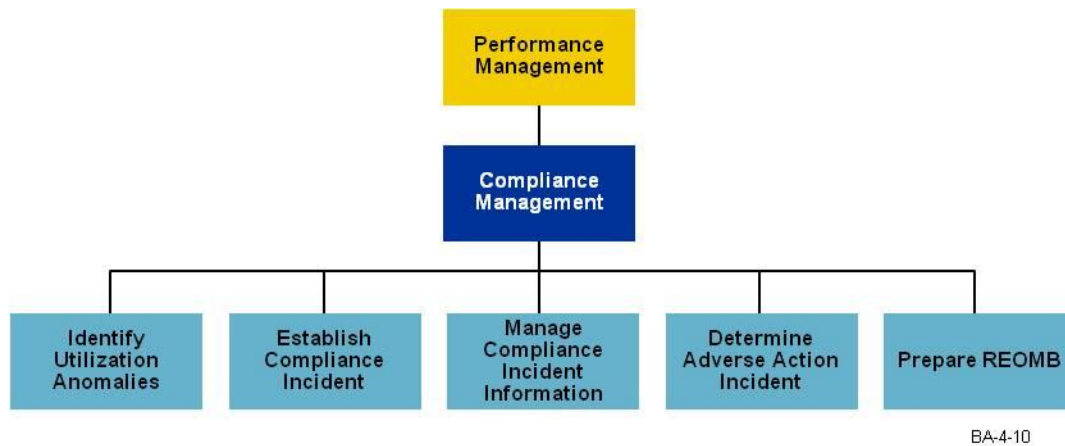 Performance
Management
Compliance
Management
Identify
Utilization
Anomalies
Establish
Compliance
Incident
Manage
Compliance
Incident
Information
Determine
Adverse Action
Incident
Prepare REOMB
BA-4-10